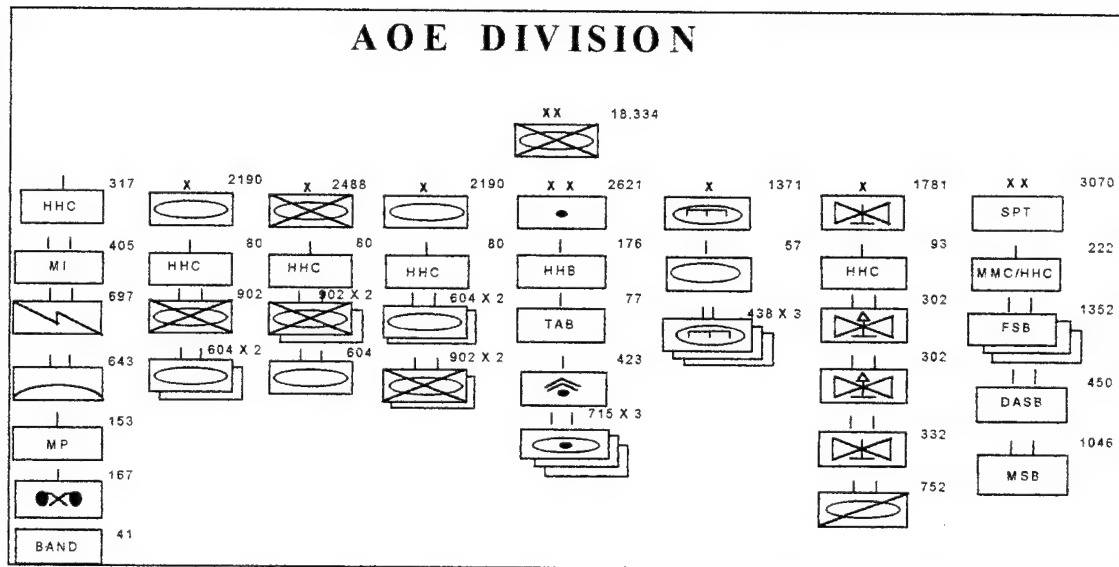 AOE DIVISION
XX 18,334
317 X 2190 X 2488 X 2190 X X 2621 X 1371 X 1781 X X 3070
HHC SPT
405 80 80 80 176 57 93 222
MI HHC HHC HHC HHB HHC MMC/HHC
697 902 902 X 2 604 X 2 77 438 X 3 302 1352
TAB FSB
643 604 X 2 604 902 X 2 423 302 450
DASB
153 715 X 3 332 1046
MP MSB
167 752
BAND 41